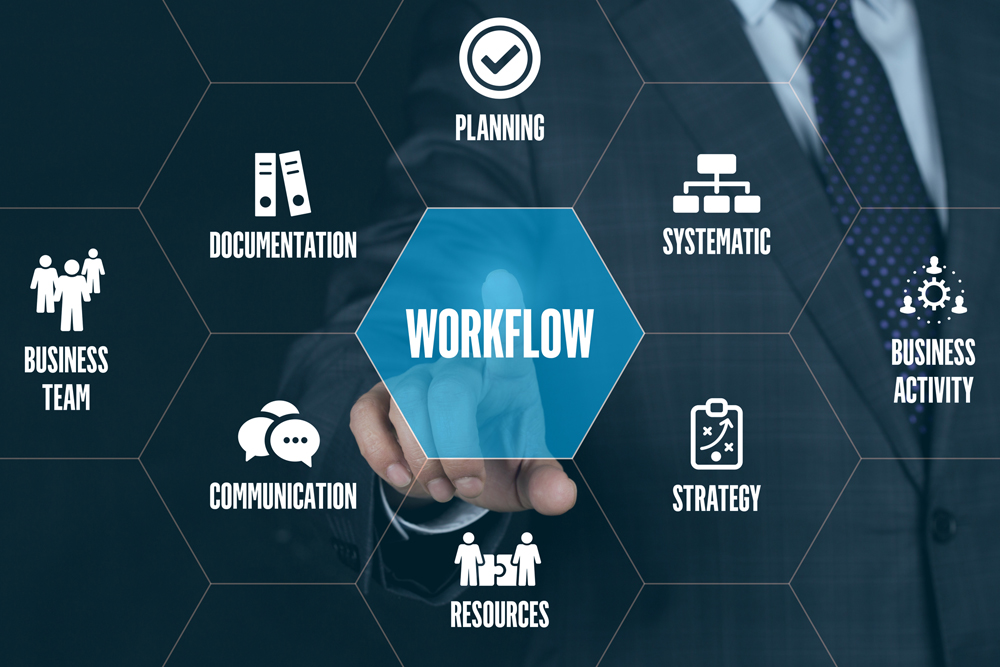 PLANNING
DOCUMENTATION
SYSTEMATIC
BUSINESS
TEAM
WORKFLOW
BUSINESS
ACTIVITY
COMMUNICATION
STRATEGY
RESOURCES